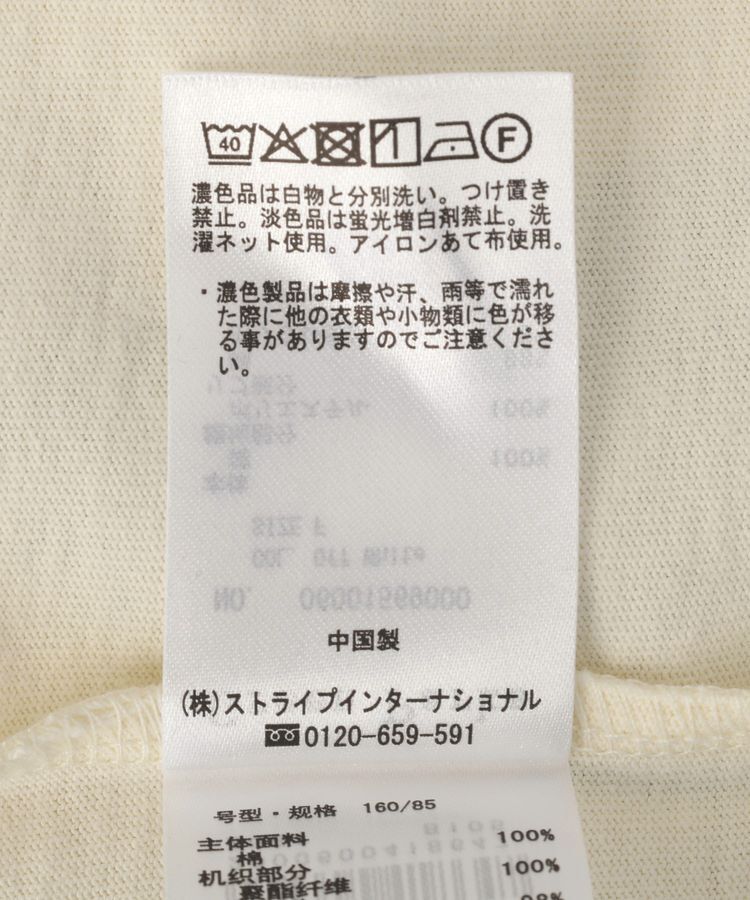 40 F
濃色品は白物と分別洗い。つけ置き
禁止。淡色品は蛍光増白剤禁止。洗
濯ネット使用。アイロンあて布使用。
・濃色製品は摩擦や汗、雨等で濡れ
た際に他の衣類や小物類に色が移
る事がありますのでご注意くださ
い。
中国製
(株)ストライプインターナショナル
0120-659-591
号型・规格 160/85
主体面料 100%
棉
机织部分 100%
聚酯纤维
98%